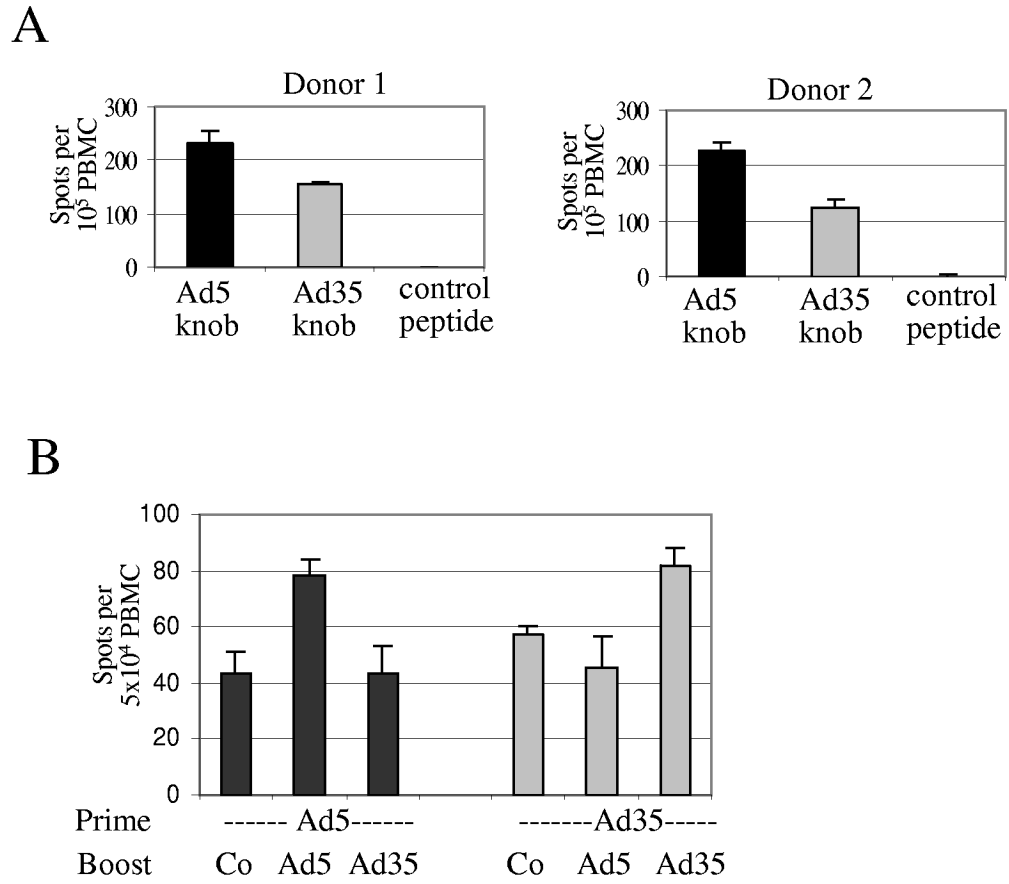 A
Donor 1
Spots per
10⁵ PBMC
300
200
100
0
Ad5
knob
Ad35
knob
control
peptide
Donor 2
Spots per
10⁵ PBMC
300
200
100
0
Ad5
knob
Ad35
knob
control
peptide
B
Spots per
5x10⁴ PBMC
100
80
60
40
20
0
Prime ------ Ad5------ -------Ad35-----
Boost Co Ad5 Ad35 Co Ad5 Ad35